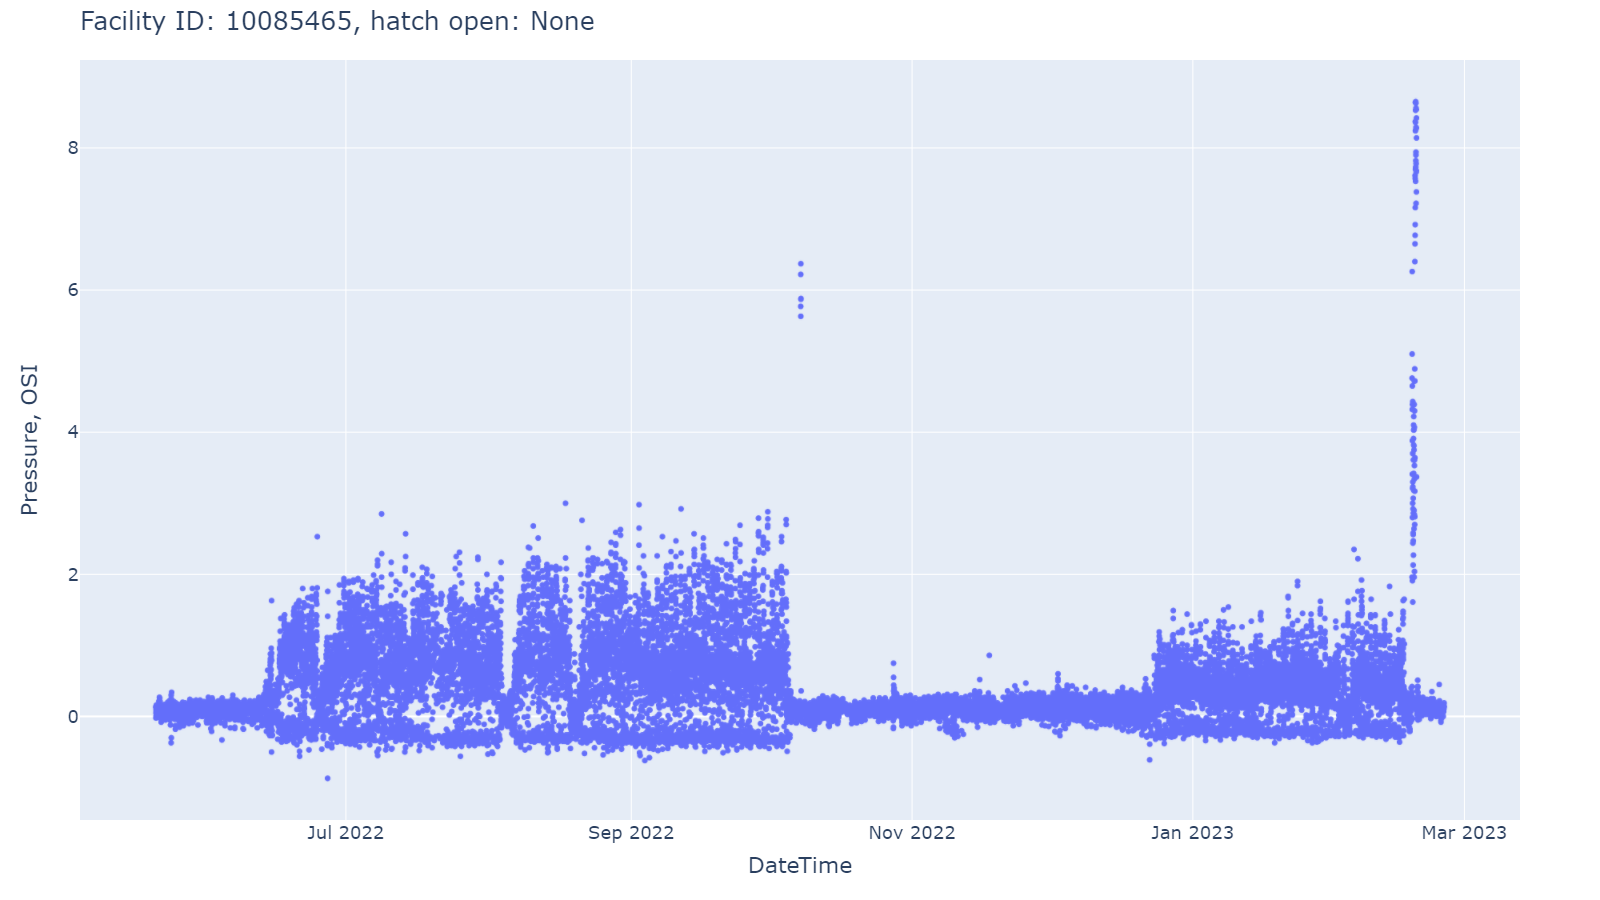 Facility ID: 10085465, hatch open: None
8
6
4
2
0
Pressure, OSI
Jul 2022
Sep 2022
Nov 2022
Jan 2023
Mar 2023
DateTime